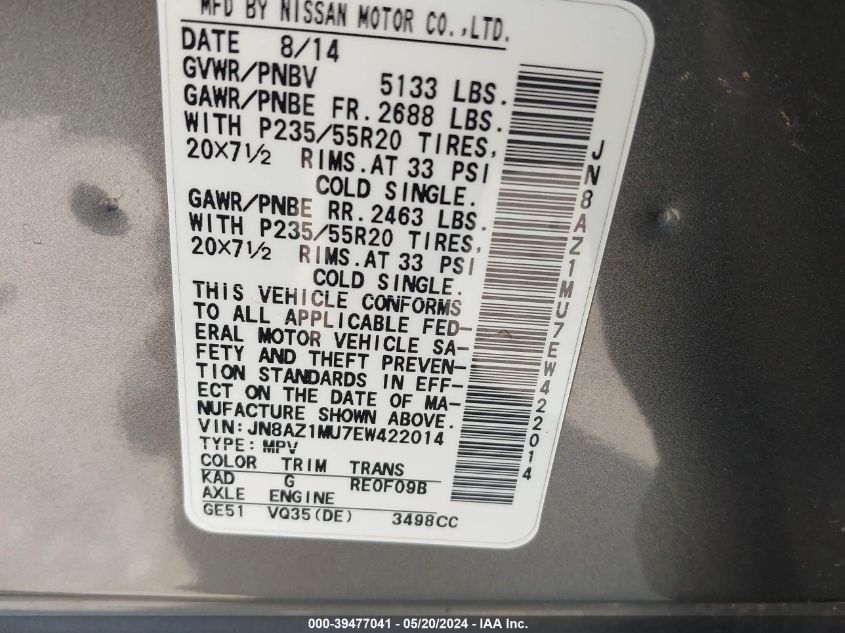 MFD BY NISSAN MOTOR CO.,LTD.
DATE 8/14
GVWR/PNBV 5133 LBS.
GAWR/PNBE FR.2688 LBS.
WITH P235/55R20 TIRES,
20X7½ RIMS.AT 33 PSI
COLD SINGLE.
GAWR/PNBE RR.2463 LBS.
WITH P235/55R20 TIRES,
20X7½ RIMS.AT 33 PSI
COLD SINGLE.
THIS VEHICLE CONFORMS
TO ALL APPLICABLE FED-
ERAL MOTOR VEHICLE SA-
FETY AND THEFT PREVEN-
TION STANDARDS IN EFF-
ECT ON THE DATE OF MA-
NUFACTURE SHOWN ABOVE.
VIN: JN8AZ1MU7EW422014
TYPE: MPV
COLOR TRIM TRANS
KAD G RE0F09B
AXLE ENGINE
GE51 VQ35(DE) 3498CC
JN8AZ1MU7EW422014
000-39477041 - 05/20/2024 - IAA Inc.